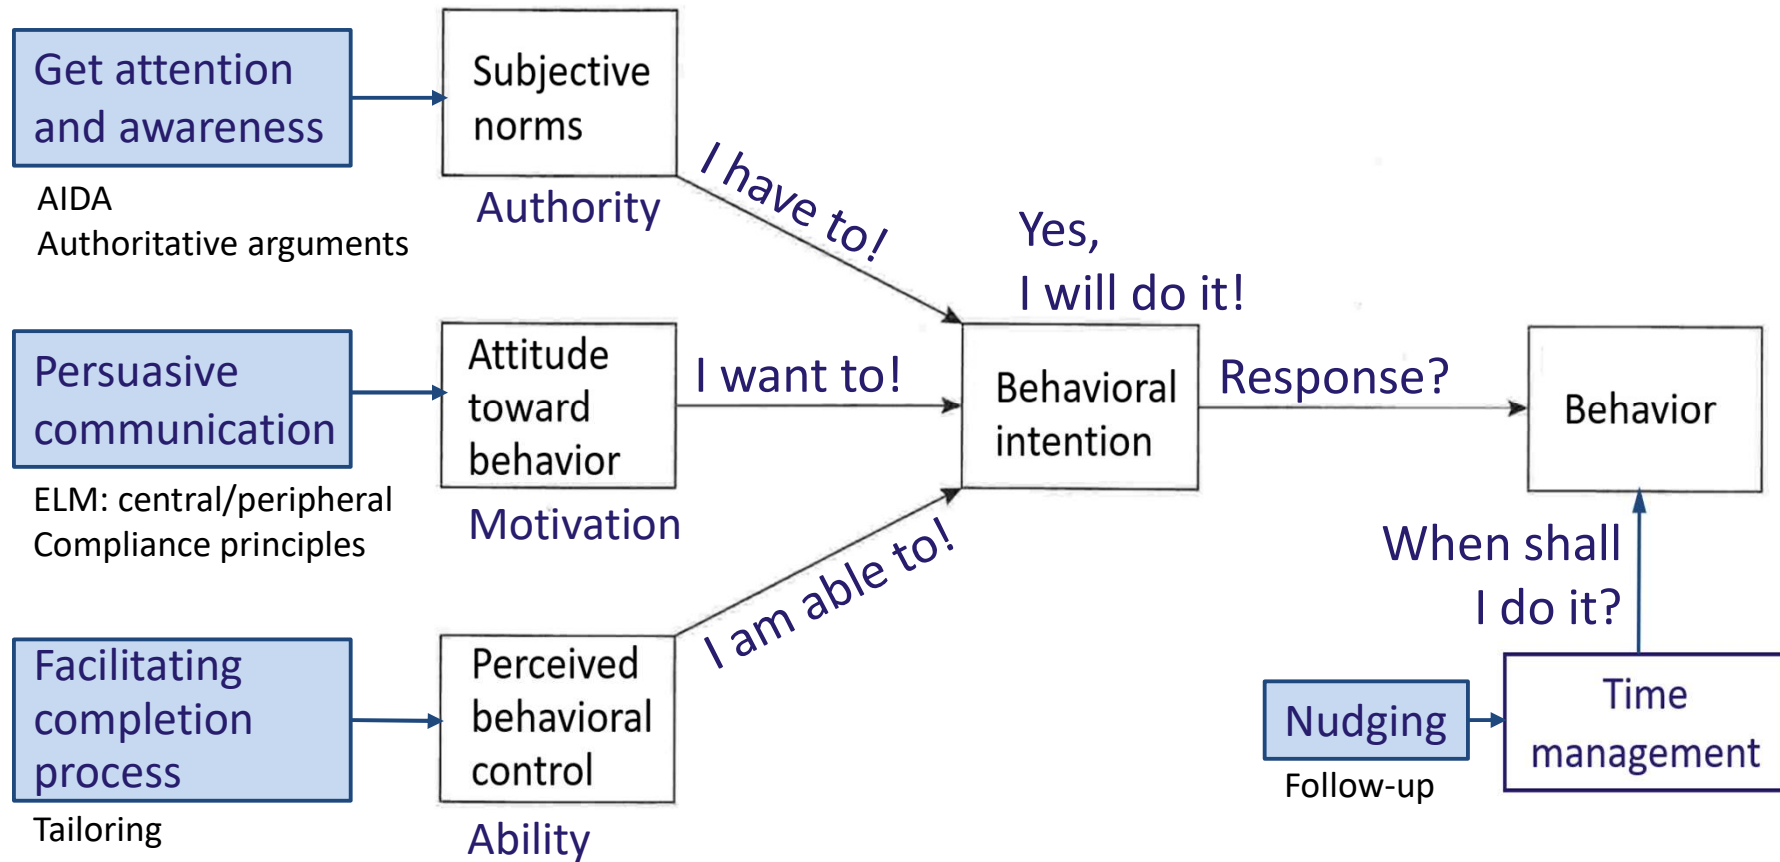 Get attention
and awareness
AIDA
Authoritative arguments
Subjective
norms
Authority
I have to!
Persuasive
communication
ELM: central/peripheral
Compliance principles
Attitude
toward
behavior
Motivation
I want to!
Facilitating
completion
process
Tailoring
Perceived
behavioral
control
Ability
I am able to!
Yes,
I will do it!
Behavioral
intention
Response?
Behavior
When shall
I do it?
Nudging
Follow-up
Time
management